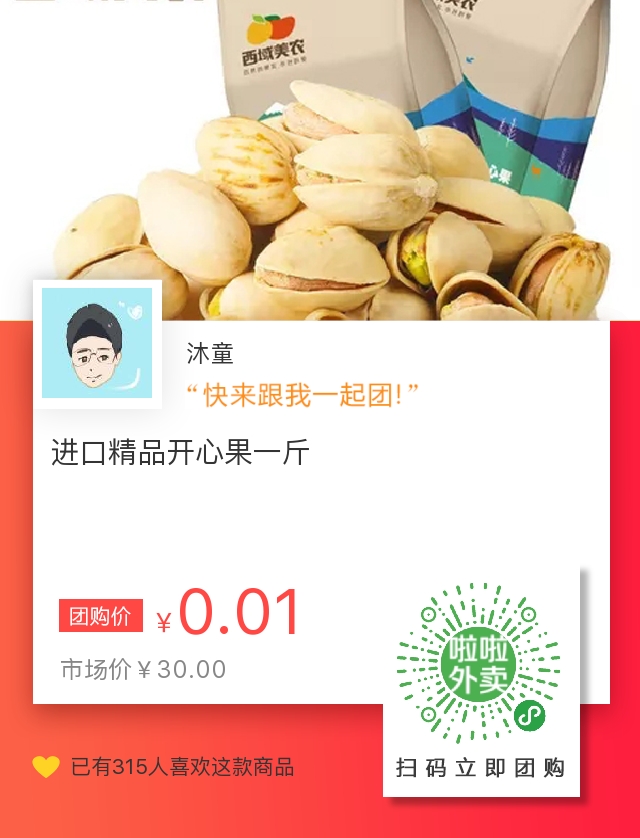 西域美农
心果
沐童
“快来跟我一起团!”
进口精品开心果一斤
团购价 ¥0.01
市场价¥30.00
啦啦
外卖
已有315人喜欢这款商品
扫码立即团购